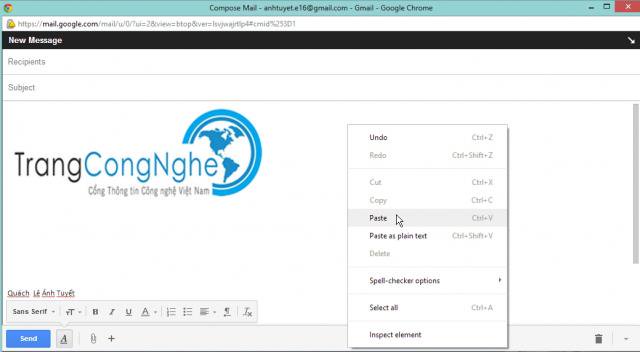 Compose Mail - anhtuyet.e16@gmail.com - Gmail - Google Chrome
https://mail.google.com/mail/u/0/?ui=2&view=btop&ver=lsvjwajrtlp4#cmid%253D1
New Message
Recipients
Subject
TrangCongNghe
Cổng Thông tin Công nghệ Việt Nam
Undo Ctrl+Z
Redo Ctrl+Shift+Z
Cut Ctrl+X
Copy Ctrl+C
Paste Ctrl+V
Paste as plain text Ctrl+Shift+V
Delete
Spell-checker options
Select all Ctrl+A
Inspect element
Quách Lê Ánh Tuyết
Sans Serif
Send